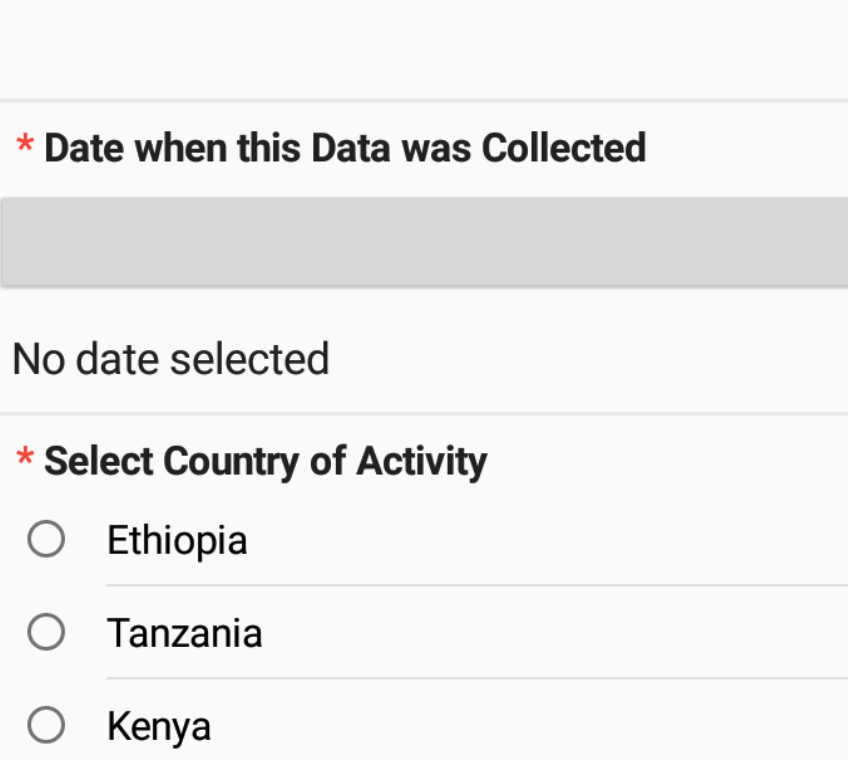 * Date when this Data was Collected
No date selected
* Select Country of Activity
Ethiopia
Tanzania
Kenya